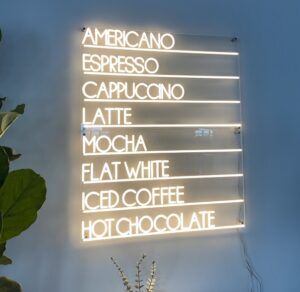 AMERICANO
ESPRESSO
CAPPUCCINO
LATTE
MOCHA
FLAT WHITE
ICED COFFEE
HOT CHOCOLATE